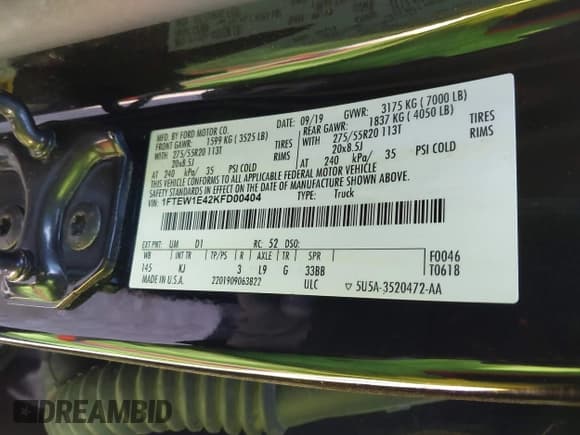 MFD. BY FORD MOTOR CO.
DATE: 09/19 GVWR: 3175 KG ( 7000 LB)
FRONT GAWR: 1599 KG ( 3525 LB) REAR GAWR: 1837 KG ( 4050 LB)
WITH 275/55R20 113T TIRES WITH 275/55R20 113T TIRES
20x8.5J RIMS 20x8.5J RIMS
AT 240 kPa/ 35 PSI COLD AT 240 kPa/ 35 PSI COLD
THIS VEHICLE CONFORMS TO ALL APPLICABLE FEDERAL MOTOR VEHICLE
SAFETY STANDARDS IN EFFECT ON THE DATE OF MANUFACTURE SHOWN ABOVE.
VIN: 1FTEW1E42KFD00404 TYPE: Truck
EXT PNT: UM D1 RC: 52 DSO: F0046
WB INT TR TP/PS R AXLE TR SPR T0618
145 KJ 3 L9 G 33BB
MADE IN U.S.A. 2201909063822 ULC ▽ 5U5A-3520472-AA
DREAMBID